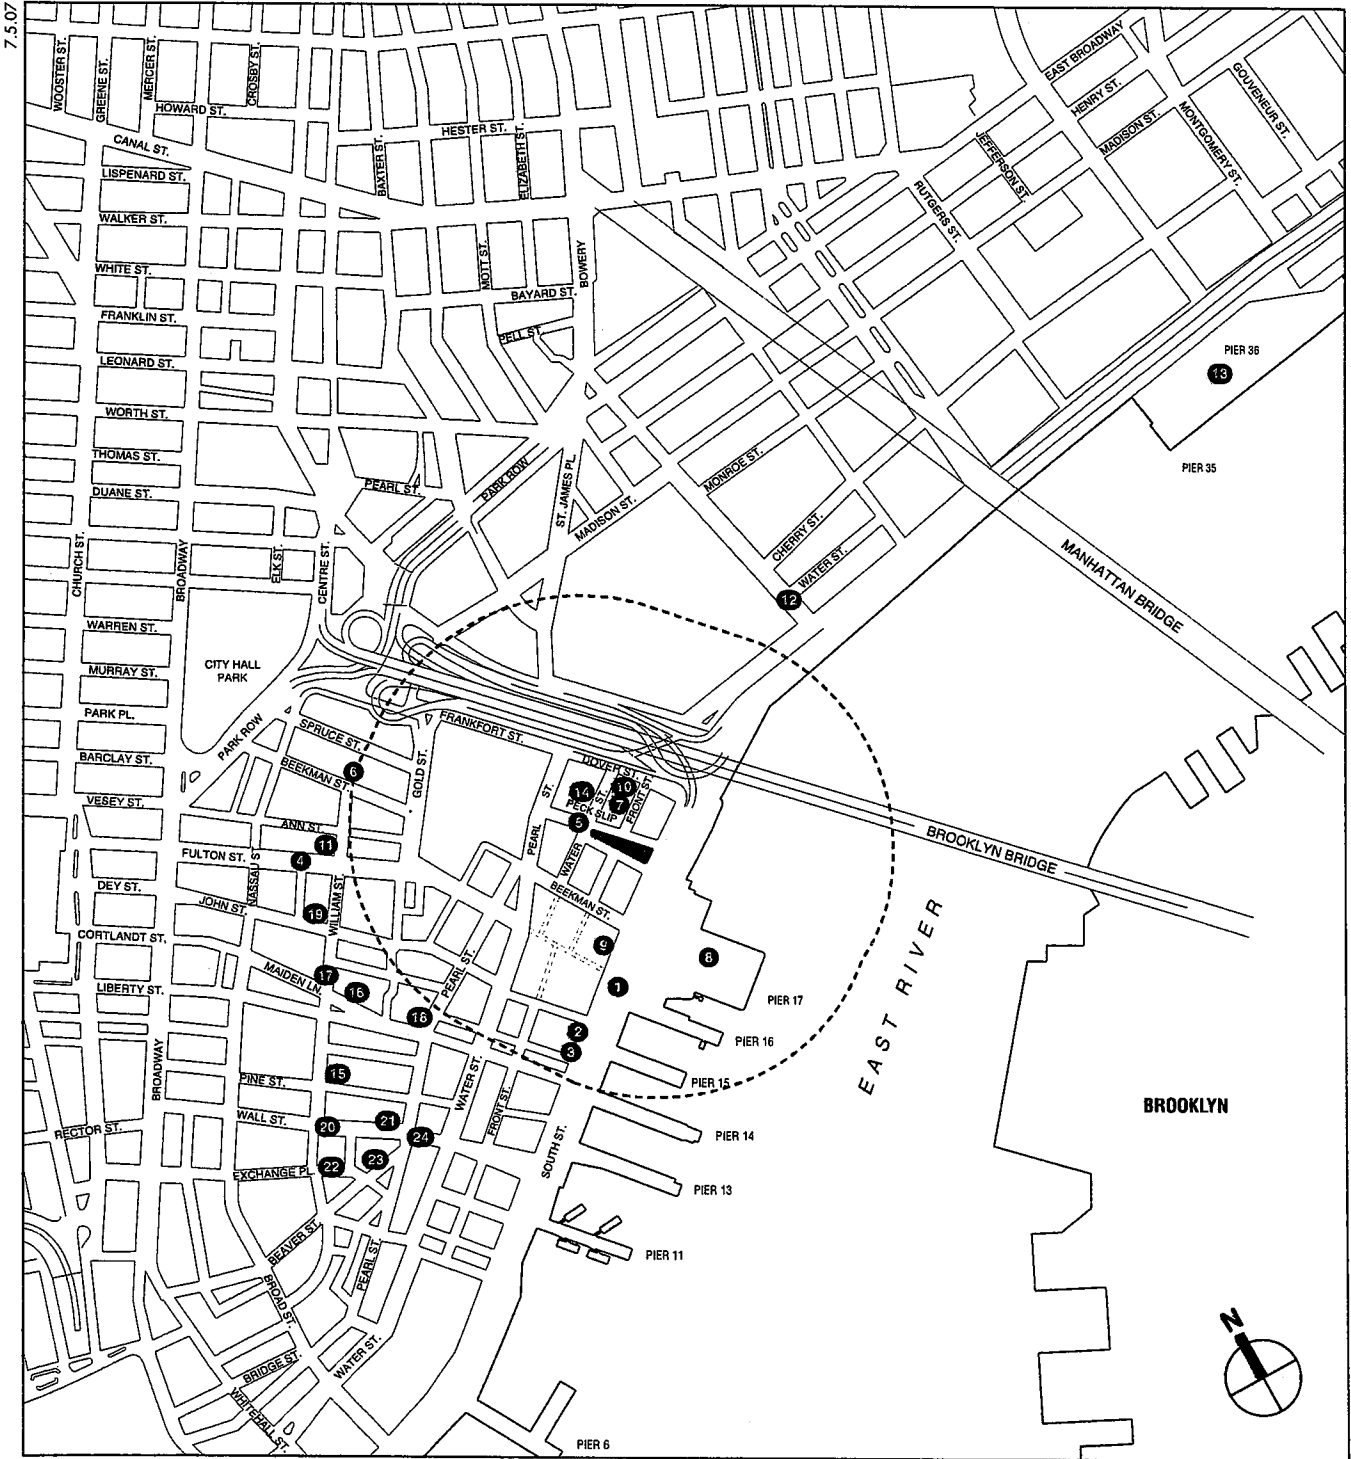 7.5.07
WOOSTER ST.
GREENE ST.
MERCER ST.
CROSBY ST.
HOWARD ST.
CANAL ST.
LISPENARD ST.
WALKER ST.
WHITE ST.
FRANKLIN ST.
LEONARD ST.
WORTH ST.
THOMAS ST.
DUANE ST.
BAXTER ST.
HESTER ST.
ELIZABETH ST.
MOTT ST.
BAYARD ST.
BOWERY
PELL ST.
EAST BROADWAY
HENRY ST.
MADISON ST.
GOUVENEUR ST.
MONTGOMERY ST.
JEFFERSON ST.
RUTGERS ST.
PIER 36
13
PIER 35
PEARL ST.
PARK ROW
ST. JAMES PL.
MADISON ST.
MONROE ST.
CHERRY ST.
WATER ST.
12
MANHATTAN BRIDGE
CHURCH ST.
BROADWAY
ELK ST.
CENTRE ST.
WARREN ST.
MURRAY ST.
PARK PL.
BARCLAY ST.
VESEY ST.
CITY HALL
PARK
PARK ROW
SPRUCE ST.
BEEKMAN ST.
6
GOLD ST.
FRANKFORT ST.
DOVER ST.
14
10
7
ST.
PECK SLIP
FRONT ST.
5
PEARL
ST.
WATER
BEEKMAN ST.
BROOKLYN BRIDGE
ANN ST.
11
FULTON ST.
4
NASSAU ST
WILLIAM ST.
DEY ST.
JOHN ST.
19
CORTLANDT ST.
LIBERTY ST.
MAIDEN LN.
17
16
18
PEARL ST.
9
8
1
2
3
PIER 17
PIER 16
PIER 15
PIER 14
PIER 13
PIER 11
PIER 6
EAST RIVER
BROOKLYN
BROADWAY
PINE ST.
15
WALL ST.
20
21
24
23
22
RECTOR ST.
EXCHANGE PL.
WATER ST.
FRONT ST.
SOUTH ST.
BEAVER ST.
PEARL ST.
BROAD ST.
BRIDGE ST.
WATER ST.
WHITEHALL ST.
N